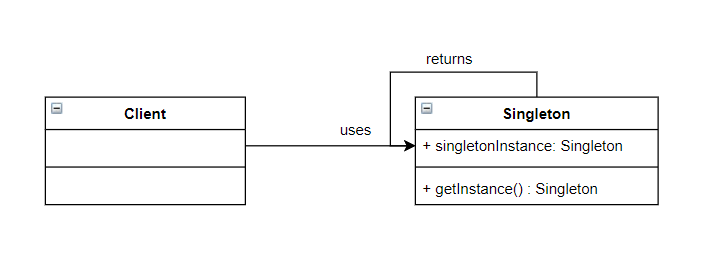 returns
Client
Singleton
uses
+ singletonInstance: Singleton
+ getInstance() : Singleton